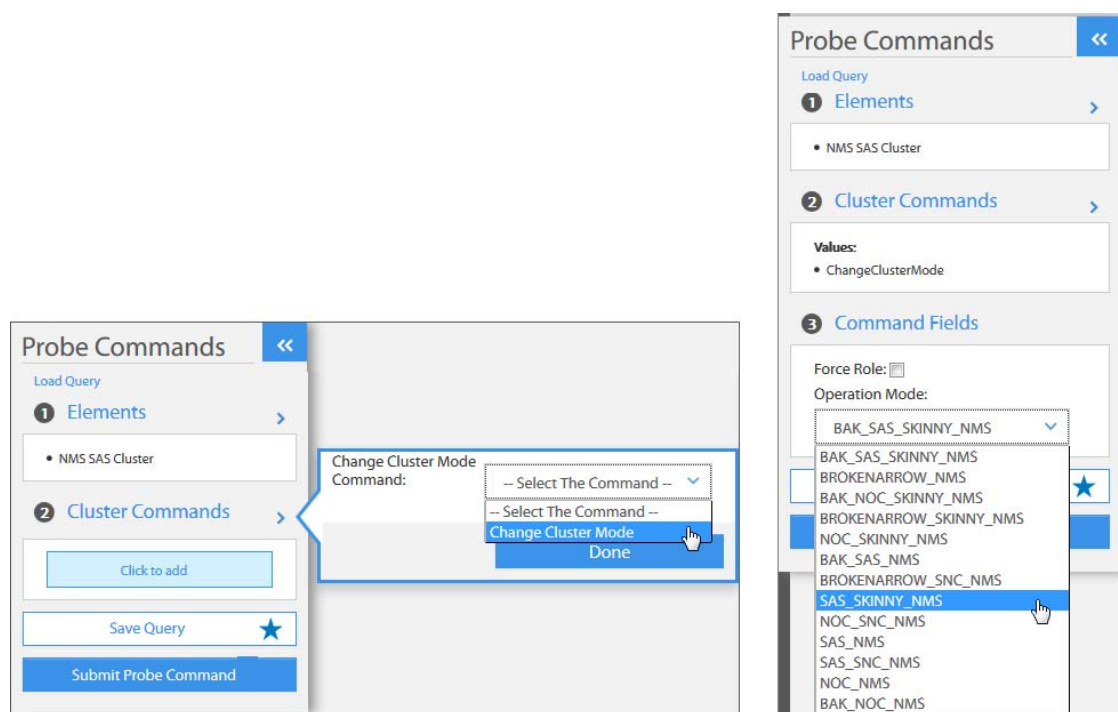 Probe Commands
«
Load Query
1 Elements
• NMS SAS Cluster
2 Cluster Commands
Click to add
Save Query
Submit Probe Command
Change Cluster Mode
Command:
-- Select The Command --
-- Select The Command --
Change Cluster Mode
Done
Probe Commands
«
Load Query
1 Elements
• NMS SAS Cluster
2 Cluster Commands
Values:
• ChangeClusterMode
3 Command Fields
Force Role:
Operation Mode:
BAK_SAS_SKINNY_NMS
BAK_SAS_SKINNY_NMS
BROKENARROW_NMS
BAK_NOC_SKINNY_NMS
BROKENARROW_SKINNY_NMS
NOC_SKINNY_NMS
BAK_SAS_NMS
BROKENARROW_SNC_NMS
SAS_SKINNY_NMS
NOC_SNC_NMS
SAS_NMS
SAS_SNC_NMS
NOC_NMS
BAK_NOC_NMS